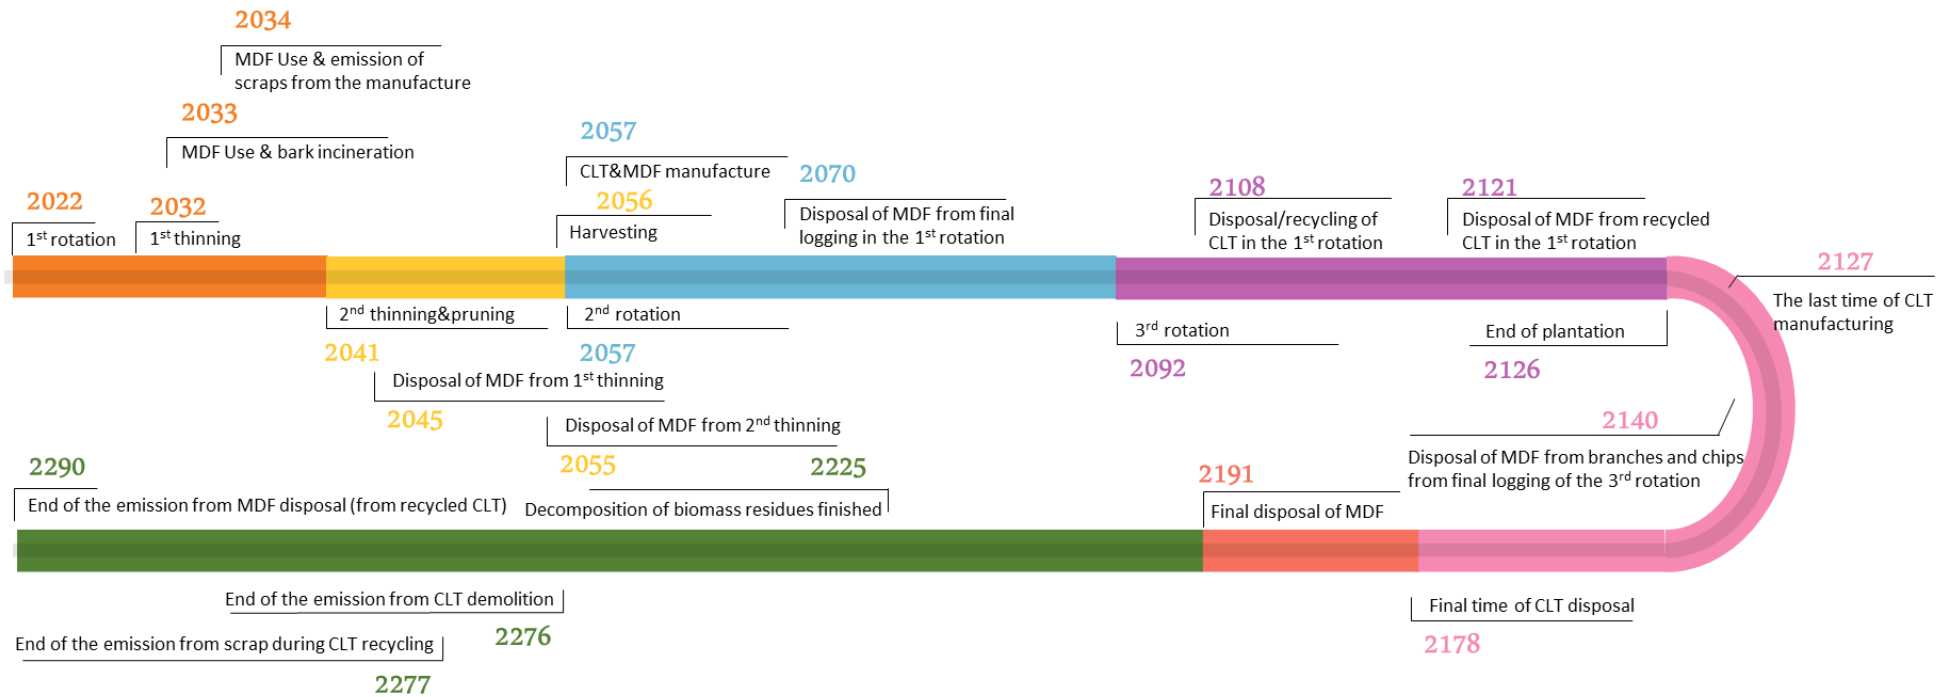 2034
MDF Use & emission of
scraps from the manufacture
2033
MDF Use & bark incineration
2022
1st rotation
2032
1st thinning
2057
CLT&MDF manufacture
2056
Harvesting
2070
Disposal of MDF from final
logging in the 1st rotation
2108
Disposal/recycling of
CLT in the 1st rotation
2121
Disposal of MDF from recycled
CLT in the 1st rotation
2127
The last time of CLT
manufacturing
2nd thinning&pruning
2041
2nd rotation
2057
3rd rotation
2092
End of plantation
2126
Disposal of MDF from 1st thinning
2045
Disposal of MDF from 2nd thinning
2055
2140
Disposal of MDF from branches and chips
from final logging of the 3rd rotation
2290
End of the emission from MDF disposal (from recycled CLT)
2225
Decomposition of biomass residues finished
2191
Final disposal of MDF
End of the emission from CLT demolition
2276
Final time of CLT disposal
2178
End of the emission from scrap during CLT recycling
2277